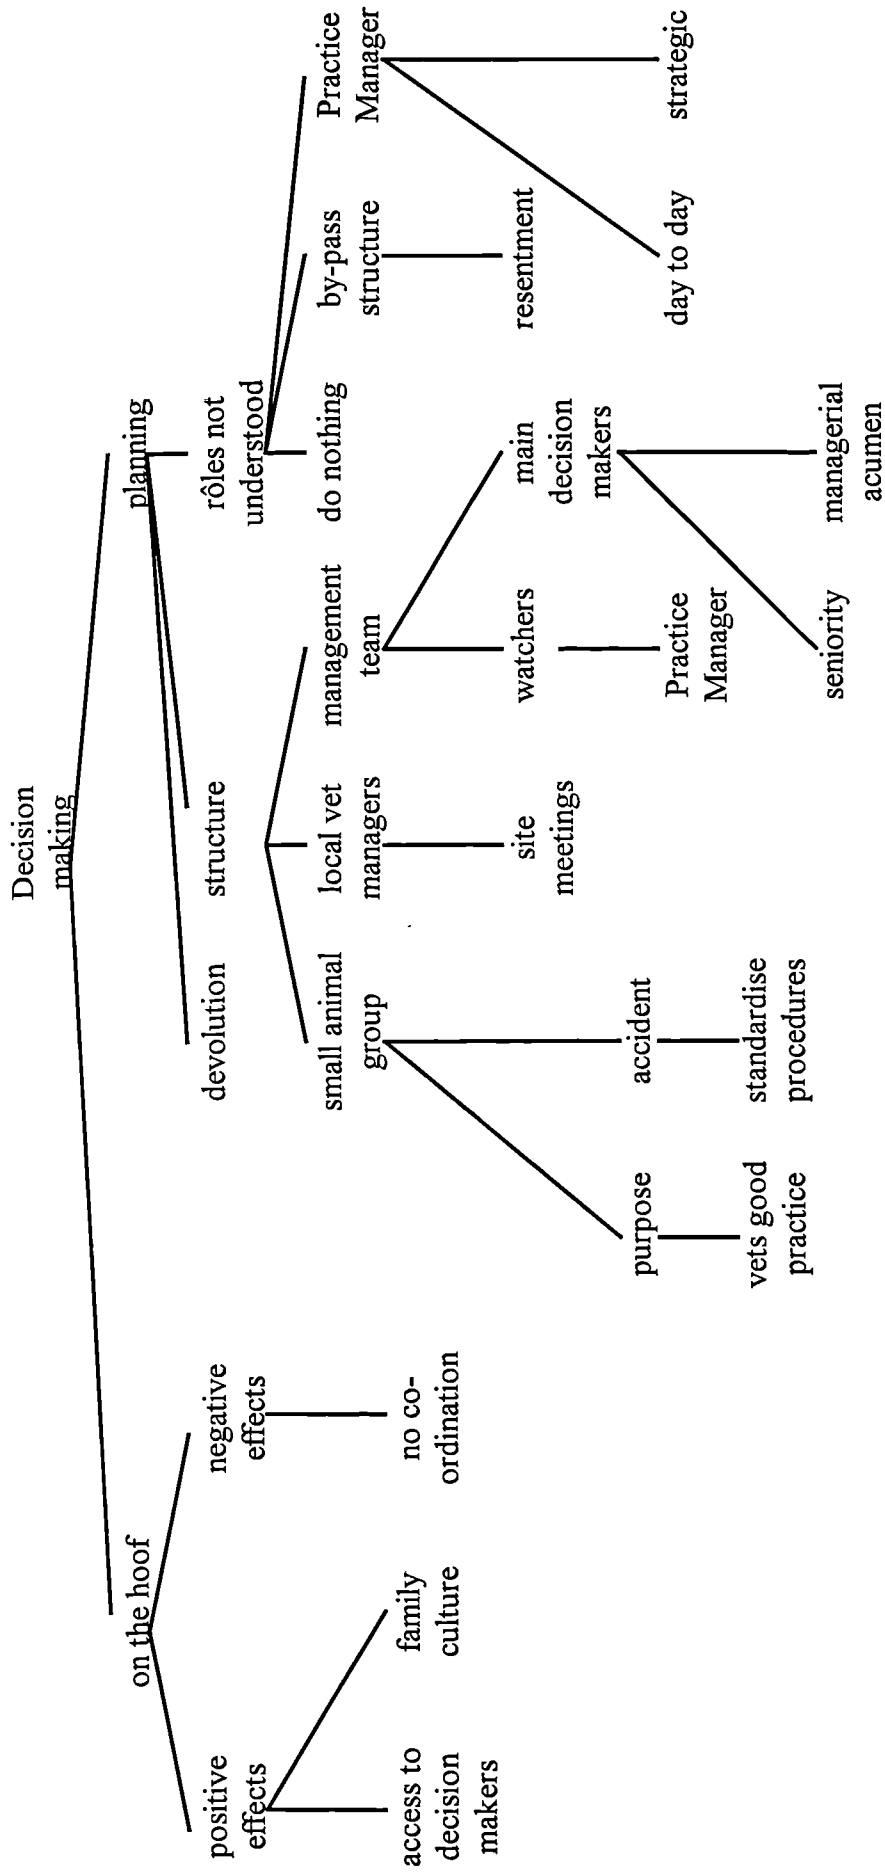 Decision
making
on the hoof
planning
positive
effects
negative
effects
devolution
structure
rôles not
understood
access to
decision
makers
family
culture
no co-
ordination
small animal
group
local vet
managers
management
team
do nothing
by-pass
structure
Practice
Manager
site
meetings
watchers
main
decision
makers
resentment
purpose
accident
Practice
Manager
day to day
strategic
vets good
practice
standardise
procedures
seniority
managerial
acumen